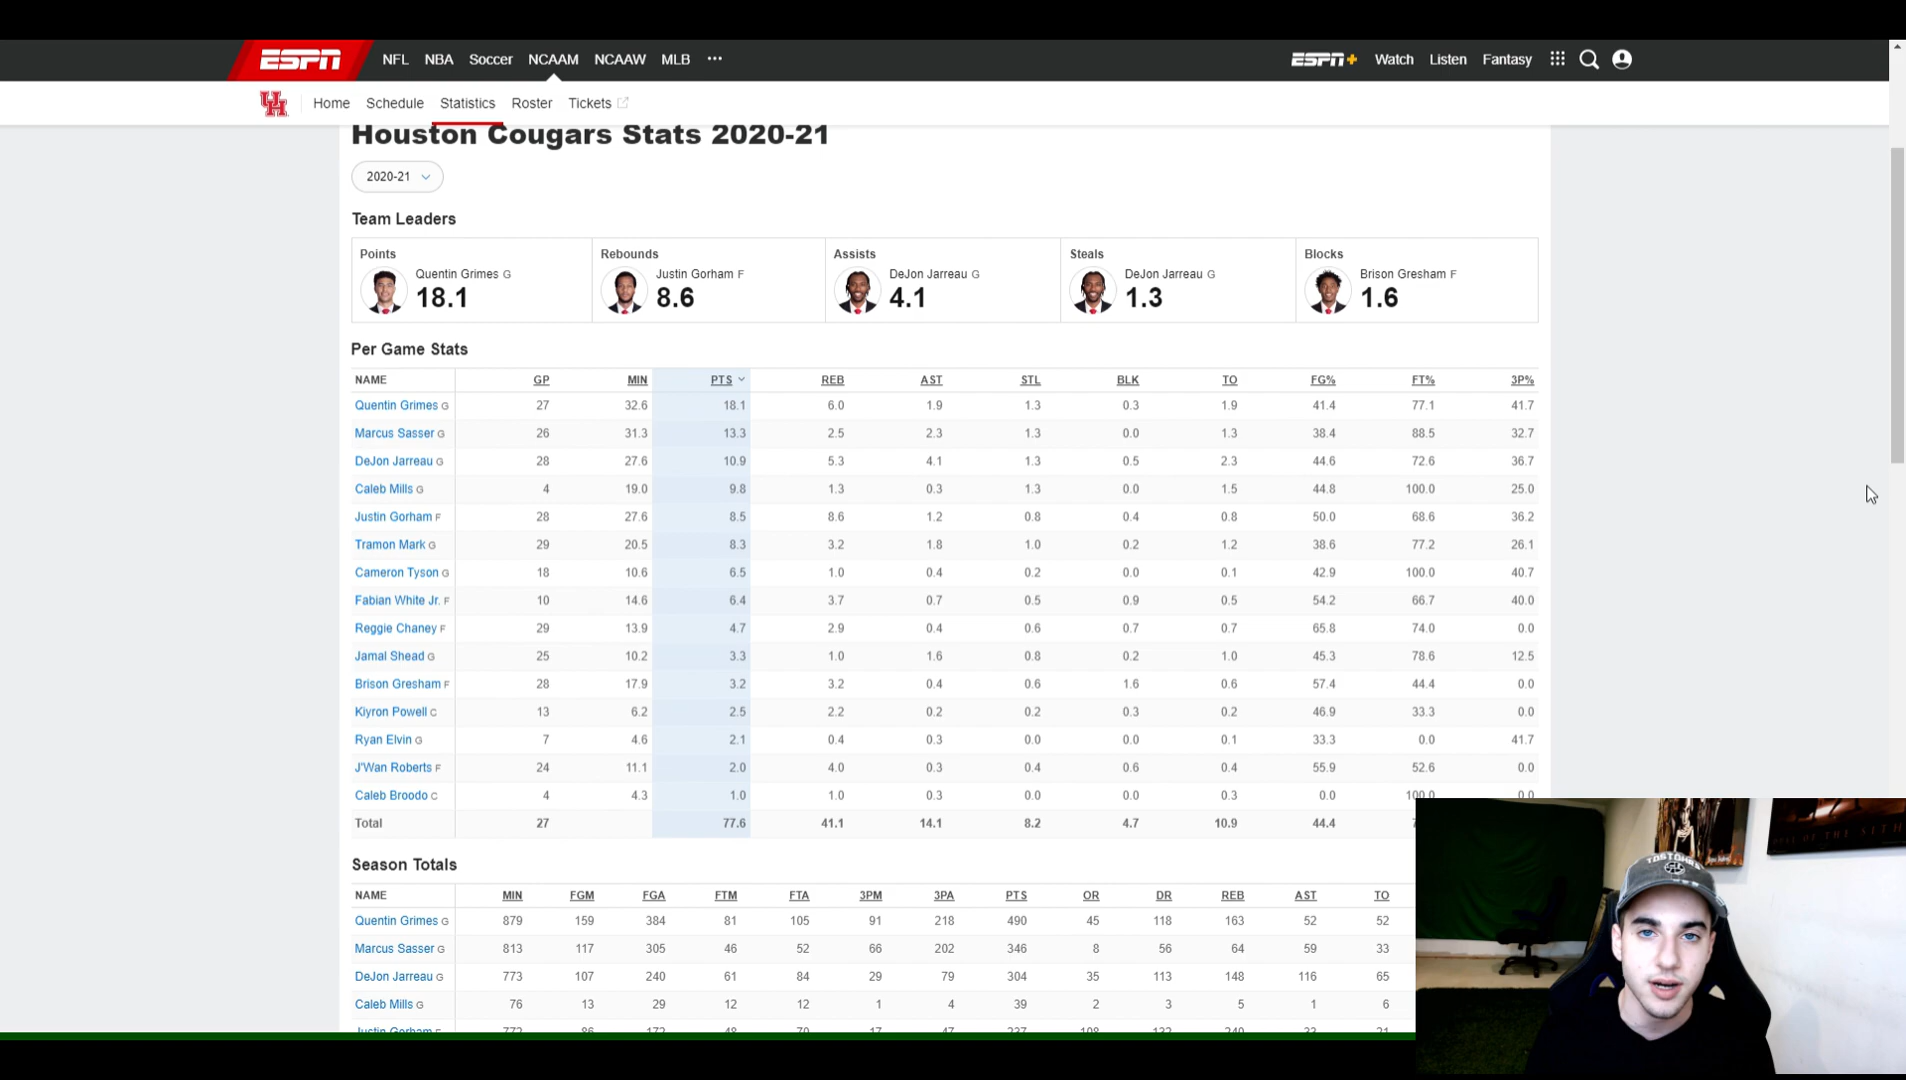 ESPN NFL NBA Soccer NCAAM NCAAW MLB ••• ESPN+ Watch Listen Fantasy
UH Home Schedule Statistics Roster Tickets
Houston Cougars Stats 2020-21
2020-21
Team Leaders
Points Rebounds Assists Steals Blocks
Quentin Grimes G Justin Gorham F DeJon Jarreau G DeJon Jarreau G Brison Gresham F
18.1 8.6 4.1 1.3 1.6
Per Game Stats
NAME GP MIN PTS REB AST STL BLK TO FG% FT% 3P%
Quentin Grimes G 27 32.6 18.1 6.0 1.9 1.3 0.3 1.9 41.4 77.1 41.7
Marcus Sasser G 26 31.3 13.3 2.5 2.3 1.3 0.0 1.3 38.4 88.5 32.7
DeJon Jarreau G 28 27.6 10.9 5.3 4.1 1.3 0.5 2.3 44.6 72.6 36.7
Caleb Mills G 4 19.0 9.8 1.3 0.3 1.3 0.0 1.5 44.8 100.0 25.0
Justin Gorham F 28 27.6 8.5 8.6 1.2 0.8 0.4 0.8 50.0 68.6 36.2
Tramon Mark G 29 20.5 8.3 3.2 1.8 1.0 0.2 1.2 38.6 77.2 26.1
Cameron Tyson G 18 10.6 6.5 1.0 0.4 0.2 0.0 0.1 42.9 100.0 40.7
Fabian White Jr. F 10 14.6 6.4 3.7 0.7 0.5 0.9 0.5 54.2 66.7 40.0
Reggie Chaney F 29 13.9 4.7 2.9 0.4 0.6 0.7 0.7 65.8 74.0 0.0
Jamal Shead G 25 10.2 3.3 1.0 1.6 0.8 0.2 1.0 45.3 78.6 12.5
Brison Gresham F 28 17.9 3.2 3.2 0.4 0.6 1.6 0.6 57.4 44.4 0.0
Kiyron Powell C 13 6.2 2.5 2.2 0.2 0.2 0.3 0.2 46.9 33.3 0.0
Ryan Elvin G 7 4.6 2.1 0.4 0.3 0.0 0.0 0.1 33.3 0.0 41.7
J'Wan Roberts F 24 11.1 2.0 4.0 0.3 0.4 0.6 0.4 55.9 52.6 0.0
Caleb Broodo C 4 4.3 1.0 1.0 0.3 0.0 0.0 0.3 0.0 100.0 0.0
Total 27 77.6 41.1 14.1 8.2 4.7 10.9 44.4
Season Totals
NAME MIN FGM FGA FTM FTA 3PM 3PA PTS OR DR REB AST TO
Quentin Grimes G 879 159 384 81 105 91 218 490 45 118 163 52 52
Marcus Sasser G 813 117 305 46 52 66 202 346 8 56 64 59 33
DeJon Jarreau G 773 107 240 61 84 29 79 304 35 113 148 116 65
Caleb Mills G 76 13 29 12 12 1 4 39 2 3 5 1 6
Justin Gorham F 772 86 172 48 70 17 47 237 108 132 240 33 21
OF THE SITH